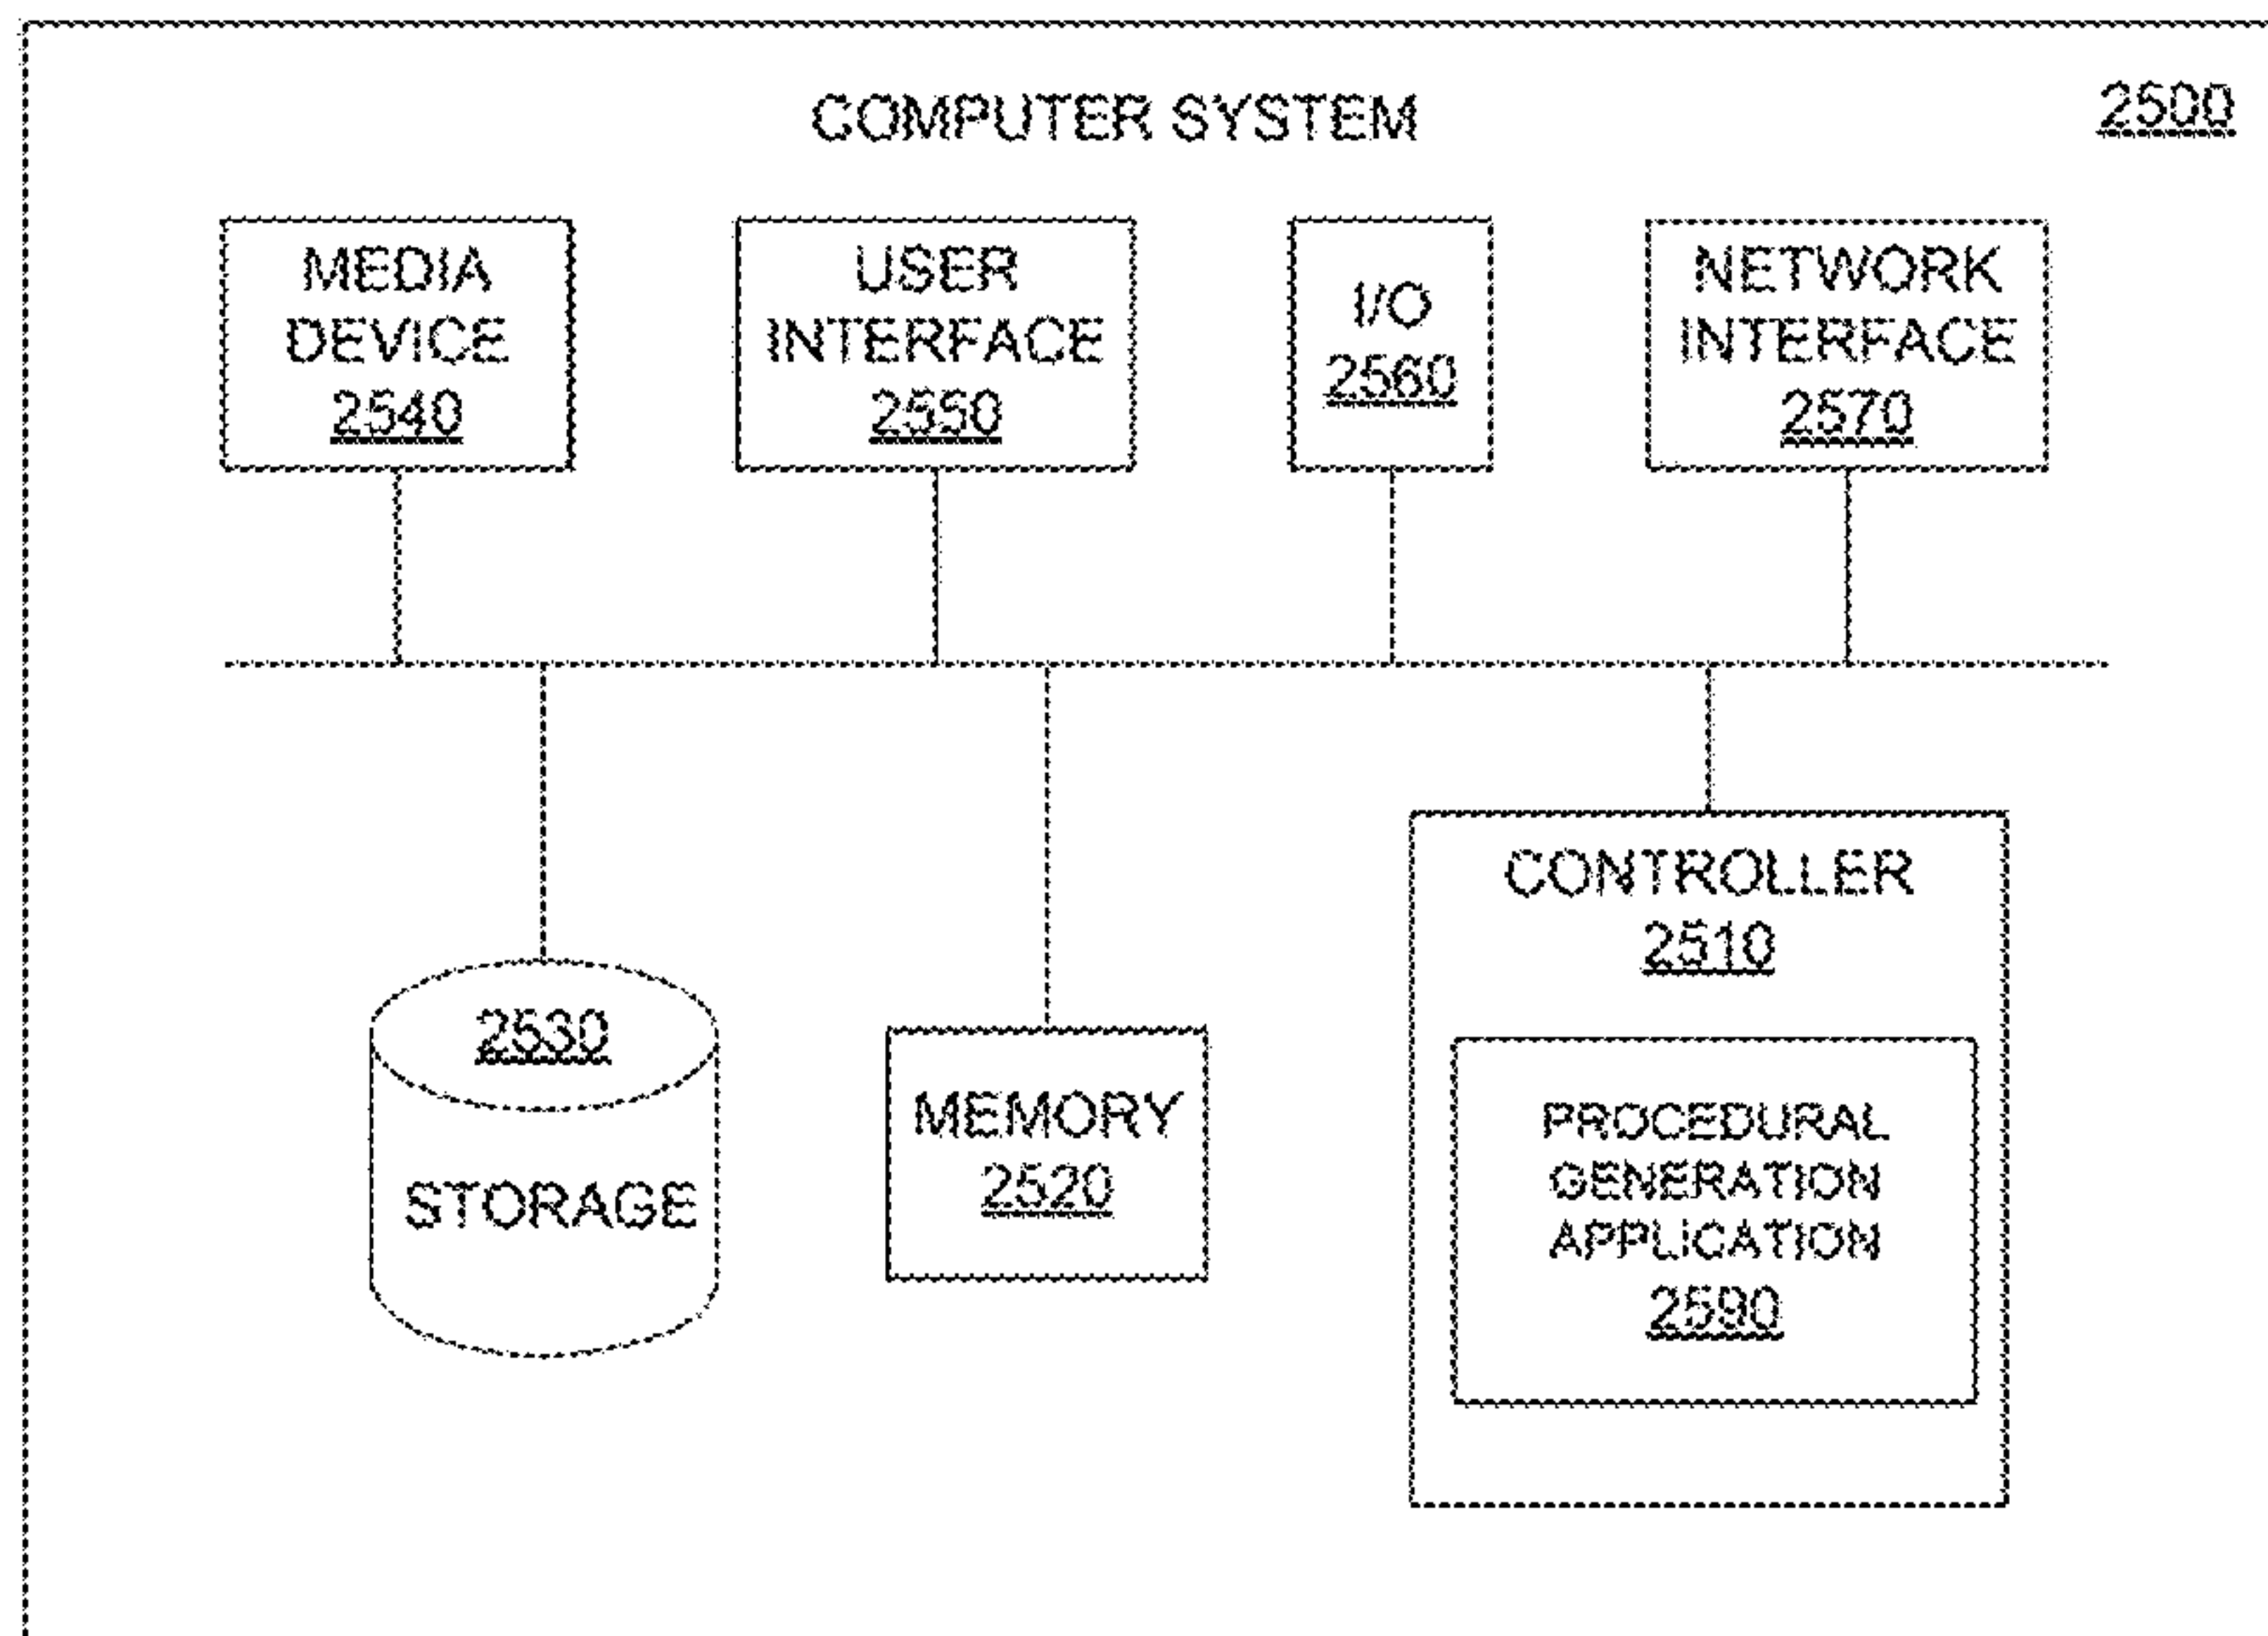 COMPUTER SYSTEM
2500
MEDIA
DEVICE
2540
USER
INTERFACE
2550
I/O
2560
NETWORK
INTERFACE
2570
2530
STORAGE
MEMORY
2520
CONTROLLER
2510
PROCEDURAL
GENERATION
APPLICATION
2590